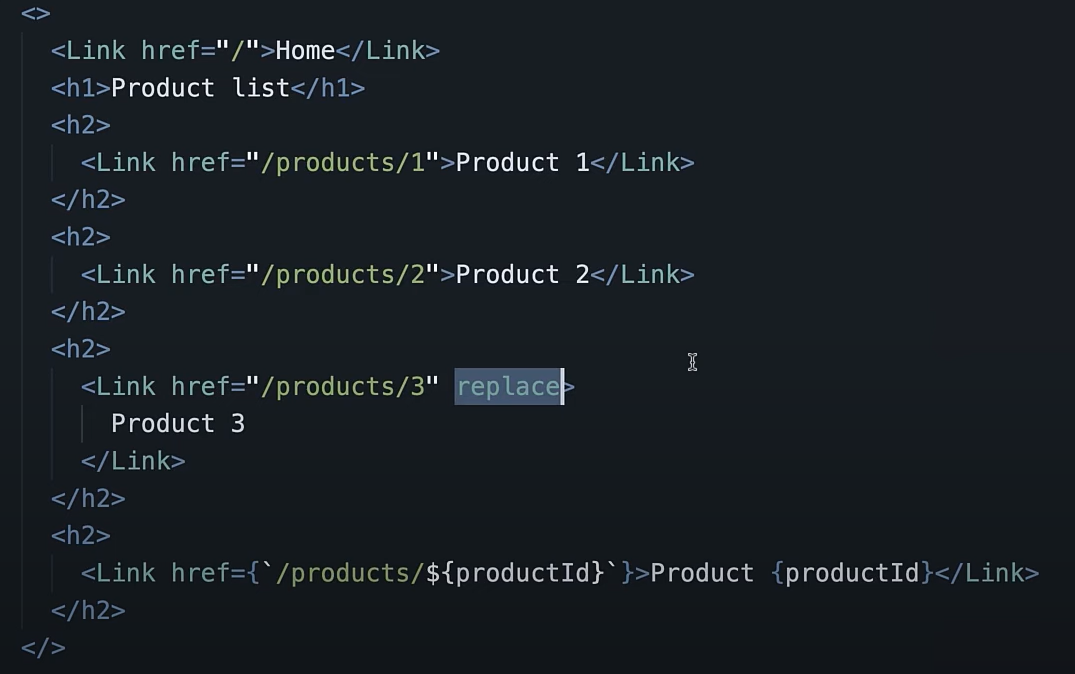 <>
<Link href="/">Home</Link>
<h1>Product list</h1>
<h2>
<Link href="/products/1">Product 1</Link>
</h2>
<h2>
<Link href="/products/2">Product 2</Link>
</h2>
<h2>
<Link href="/products/3" replace>
Product 3
</Link>
</h2>
<h2>
<Link href={`/products/${productId}`}>Product {productId}</Link>
</h2>
</>